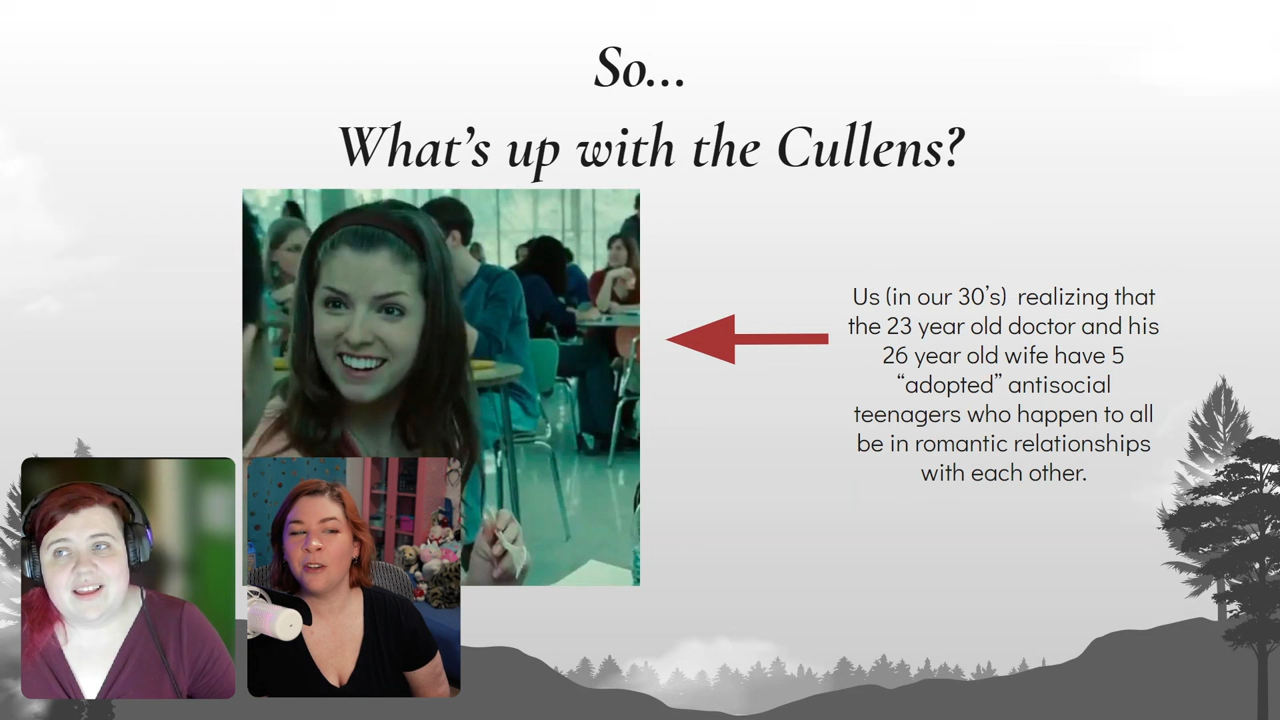 So...
What's up with the Cullens?
Us (in our 30's)  realizing that
the 23 year old doctor and his
26 year old wife have 5
“adopted” antisocial
teenagers who happen to all
be in romantic relationships
with each other.